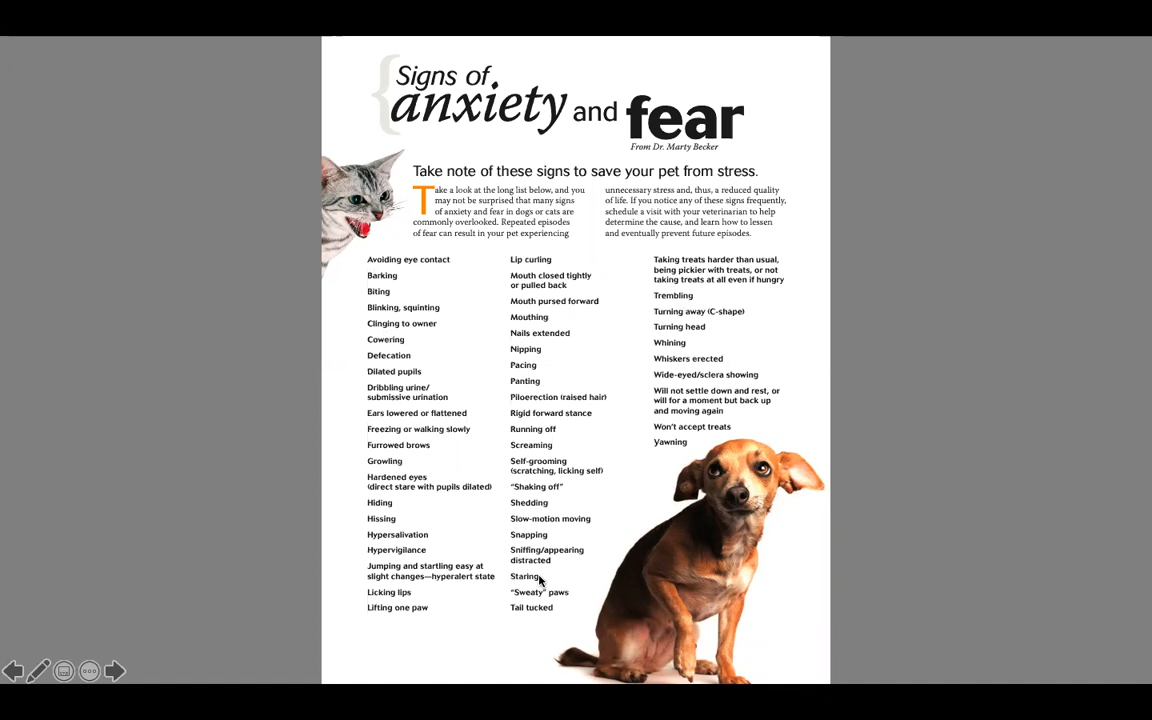 Signs of
anxiety and fear
From Dr. Marty Becker
Take note of these signs to save your pet from stress.
Take a look at the long list below, and you
may not be surprised that many signs
of anxiety and fear in dogs or cats are
commonly overlooked. Repeated episodes
of fear can result in your pet experiencing
unnecessary stress and, thus, a reduced quality
of life. If you notice any of these signs frequently,
schedule a visit with your veterinarian to help
determine the cause, and learn how to lessen
and eventually prevent future episodes.
Avoiding eye contact
Barking
Biting
Blinking, squinting
Clinging to owner
Cowering
Defecation
Dilated pupils
Dribbling urine/
submissive urination
Ears lowered or flattened
Freezing or walking slowly
Furrowed brows
Growling
Hardened eyes
(direct stare with pupils dilated)
Hiding
Hissing
Hypersalivation
Hypervigilance
Jumping and startling easy at
slight changes—hyperalert state
Licking lips
Lifting one paw
Lip curling
Mouth closed tightly
or pulled back
Mouth pursed forward
Mouthing
Nails extended
Nipping
Pacing
Panting
Piloerection (raised hair)
Rigid forward stance
Running off
Screaming
Self-grooming
(scratching, licking self)
“Shaking off”
Shedding
Slow-motion moving
Snapping
Sniffing/appearing
distracted
Staring
“Sweaty” paws
Tail tucked
Taking treats harder than usual,
being pickier with treats, or not
taking treats at all even if hungry
Trembling
Turning away (C-shape)
Turning head
Whining
Whiskers erected
Wide-eyed/sclera showing
Will not settle down and rest, or
will for a moment but back up
and moving again
Won’t accept treats
Yawning